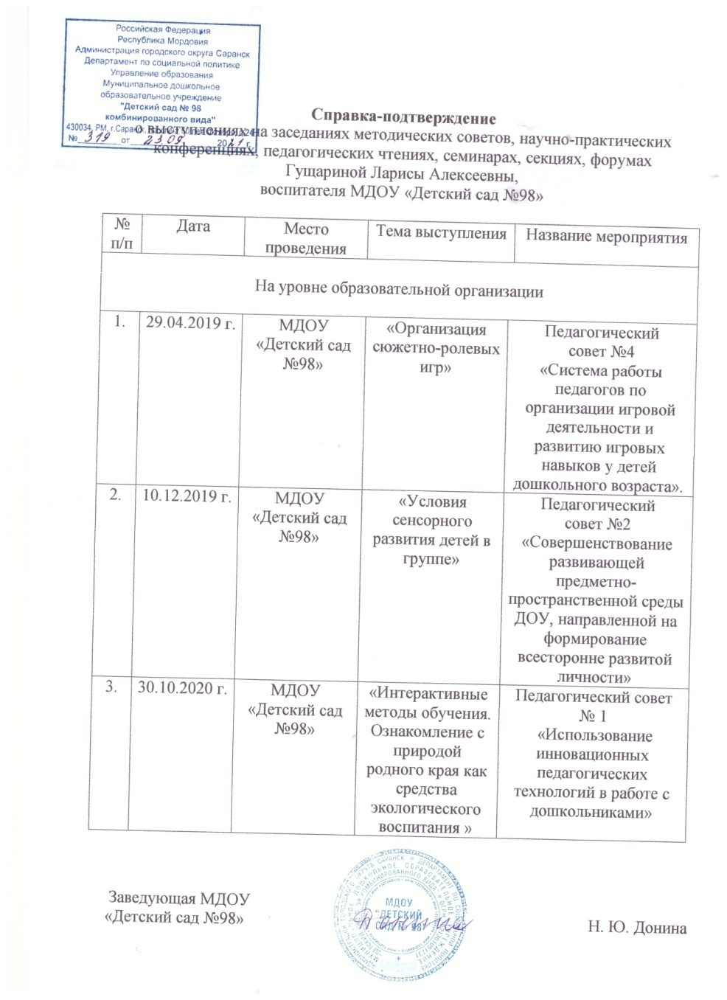 Российская Федерация
Республика Мордовия
Администрация городского округа Саранск
Департамент по социальной политике
Управление образования
Муниципальное дошкольное
образовательное учреждение
"Детский сад № 98
комбинированного вида"
430034, РМ, г.Саранск,
№ 319 от 23.09. 2021 г.
Справка-подтверждение
о выступлениях на заседаниях методических советов, научно-практических
конференциях, педагогических чтениях, семинарах, секциях, форумах
Гущариной Ларисы Алексеевны,
воспитателя МДОУ «Детский сад №98»
№
п/п
Дата
Место
проведения
Тема выступления
Название мероприятия
На уровне образовательной организации
1.
29.04.2019 г.
МДОУ
«Детский сад
№98»
«Организация
сюжетно-ролевых
игр»
Педагогический
совет №4
«Система работы
педагогов по
организации игровой
деятельности и
развитию игровых
навыков у детей
дошкольного возраста».
2.
10.12.2019 г.
МДОУ
«Детский сад
№98»
«Условия
сенсорного
развития детей в
группе»
Педагогический
совет №2
«Совершенствование
развивающей
предметно-
пространственной среды
ДОУ, направленной на
формирование
всесторонне развитой
личности»
3.
30.10.2020 г.
МДОУ
«Детский сад
№98»
«Интерактивные
методы обучения.
Ознакомление с
природой
родного края как
средства
экологического
воспитания »
Педагогический совет
№ 1
«Использование
инновационных
педагогических
технологий в работе с
дошкольниками»
Заведующая МДОУ
«Детский сад №98»
МДОУ
"ДЕТСКИЙ
САД № 98"
Н. Ю. Донина